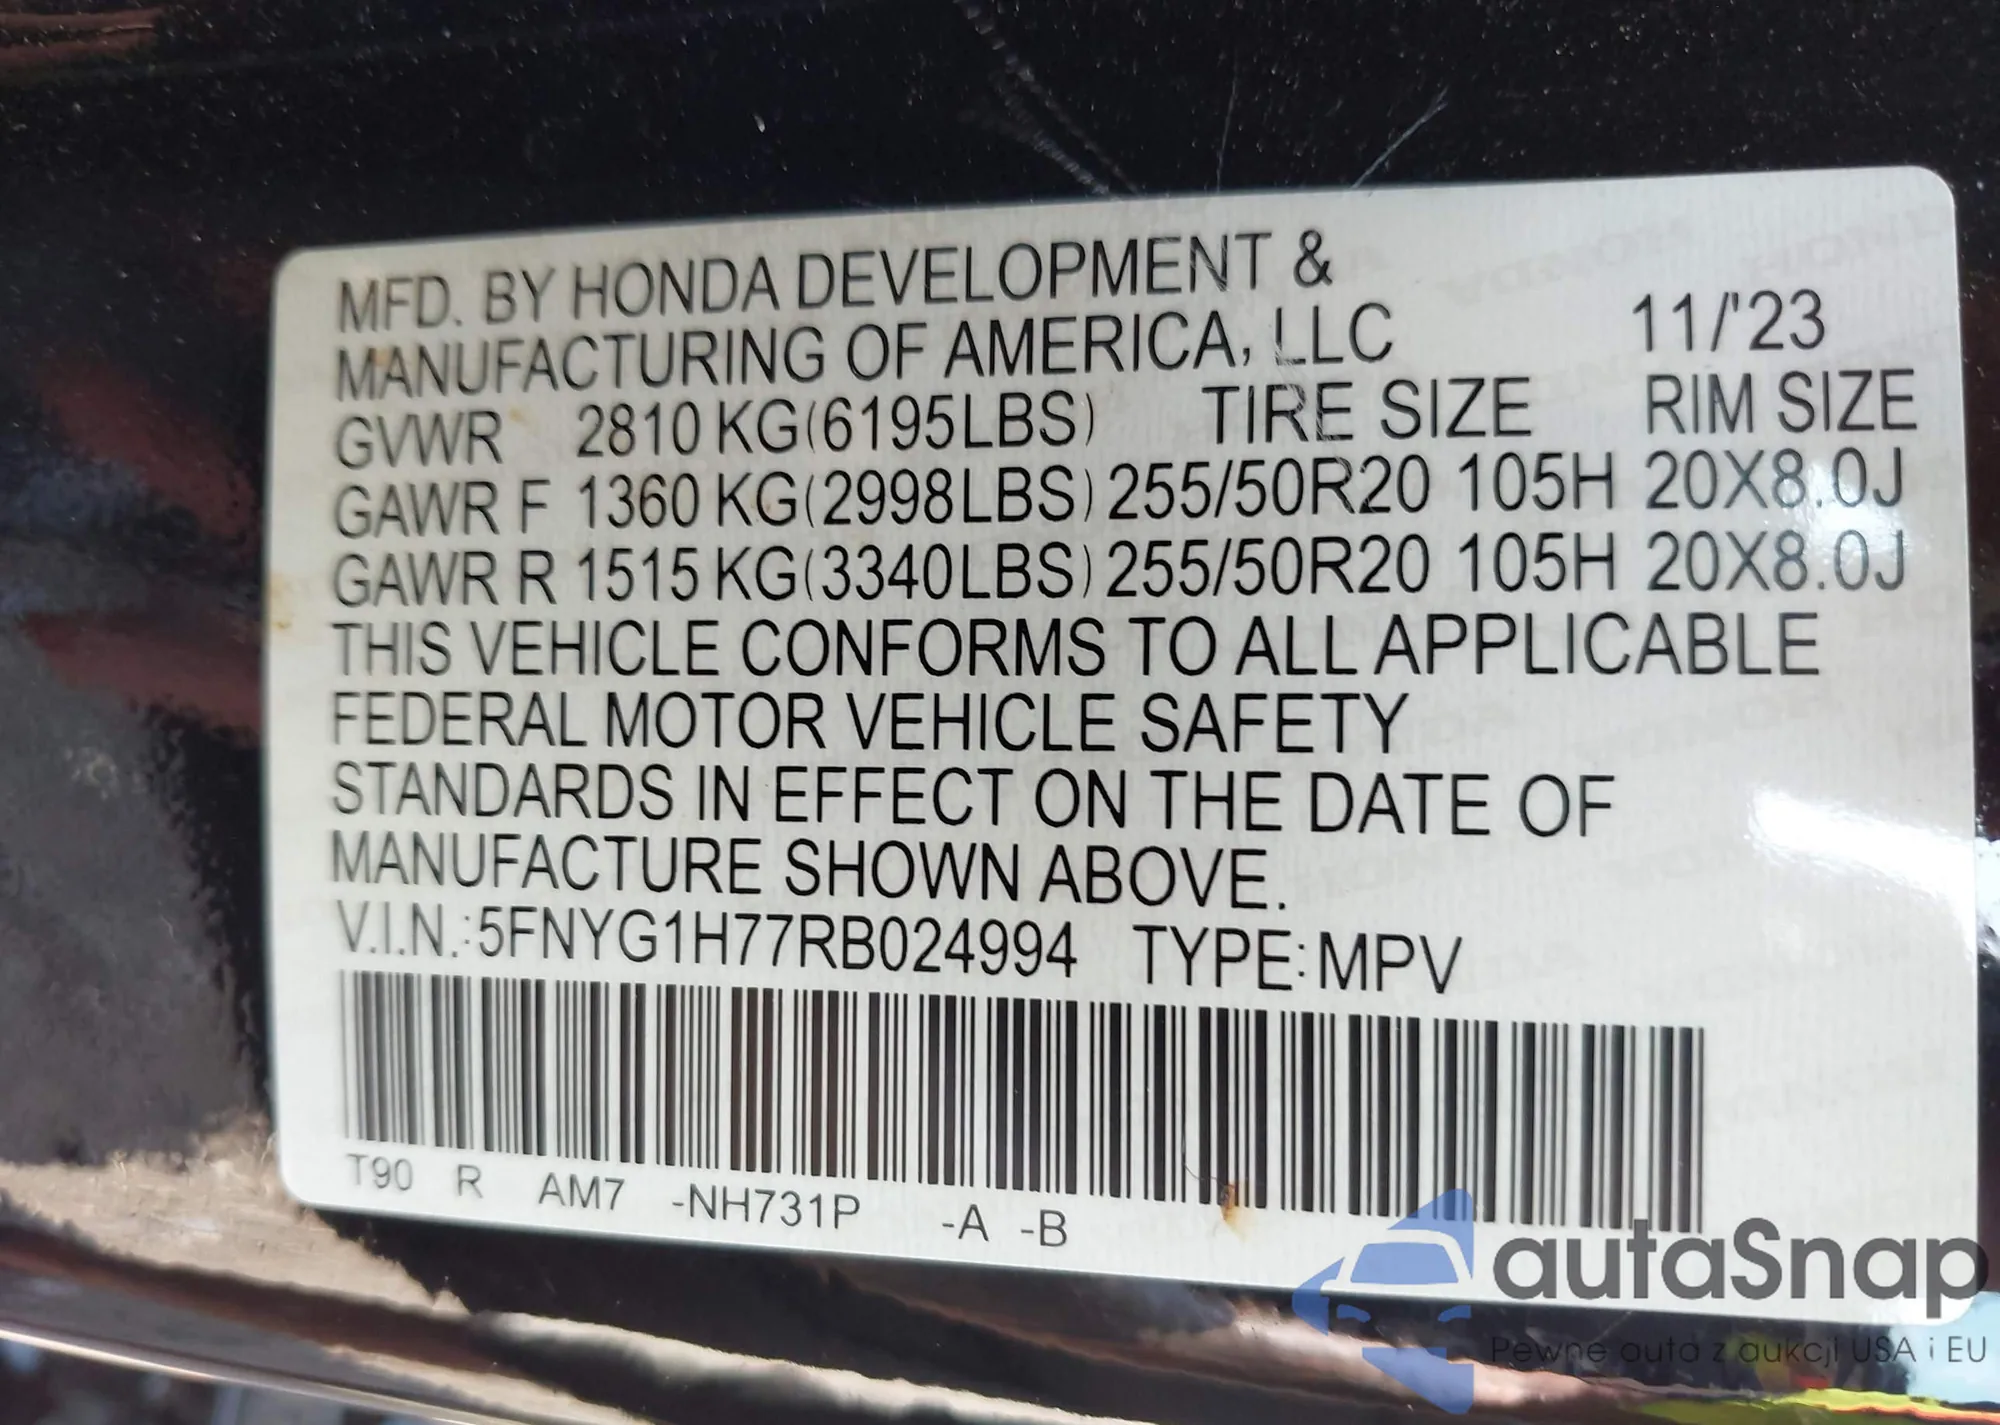 MFD. BY HONDA DEVELOPMENT &
MANUFACTURING OF AMERICA, LLC 11/'23
GVWR 2810 KG(6195LBS) TIRE SIZE RIM SIZE
GAWR F 1360 KG(2998LBS) 255/50R20 105H 20X8.0J
GAWR R 1515 KG(3340LBS) 255/50R20 105H 20X8.0J
THIS VEHICLE CONFORMS TO ALL APPLICABLE
FEDERAL MOTOR VEHICLE SAFETY
STANDARDS IN EFFECT ON THE DATE OF
MANUFACTURE SHOWN ABOVE.
V.I.N.:5FNYG1H77RB024994 TYPE:MPV
T90 R AM7 -NH731P -A -B
autaSnap
Pewne auta z aukcji USA i EU